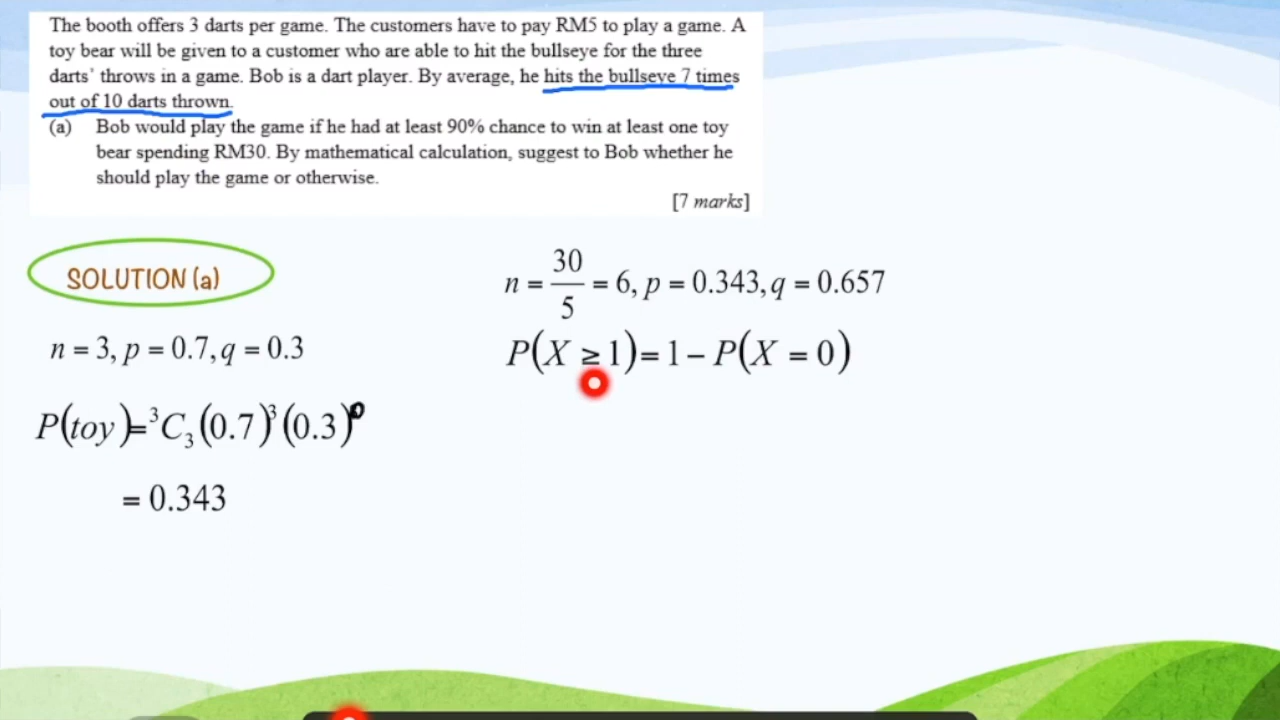 The booth offers 3 darts per game. The customers have to pay RM5 to play a game. A
toy bear will be given to a customer who are able to hit the bullseye for the three
darts' throws in a game. Bob is a dart player. By average, he hits the bullseye 7 times
out of 10 darts thrown.
(a) Bob would play the game if he had at least 90% chance to win at least one toy
bear spending RM30. By mathematical calculation, suggest to Bob whether he
should play the game or otherwise.
[7 marks]
SOLUTION (a)
n = 3, p = 0.7, q = 0.3
P(toy) = ³C₃(0.7)³(0.3)⁰
= 0.343
n = 30/5 = 6, p = 0.343, q = 0.657
P(X ≥ 1) = 1 − P(X = 0)